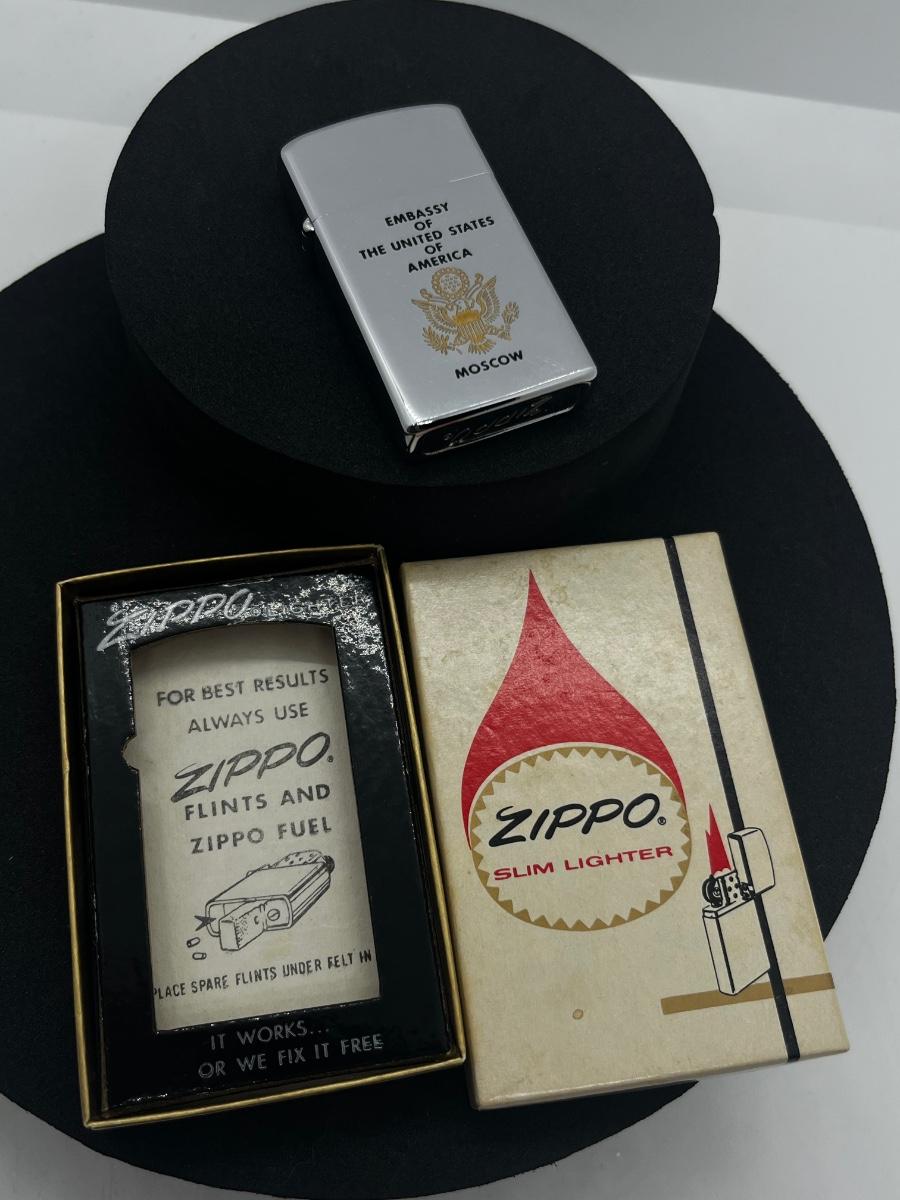 EMBASSY
OF
THE UNITED STATES
OF
AMERICA
MOSCOW
ZIPPO
ZIPPO
FOR BEST RESULTS
ALWAYS USE
ZIPPO®
FLINTS AND
ZIPPO FUEL
PLACE SPARE FLINTS UNDER FELT IN
IT WORKS...
OR WE FIX IT FREE
ZIPPO®
SLIM LIGHTER